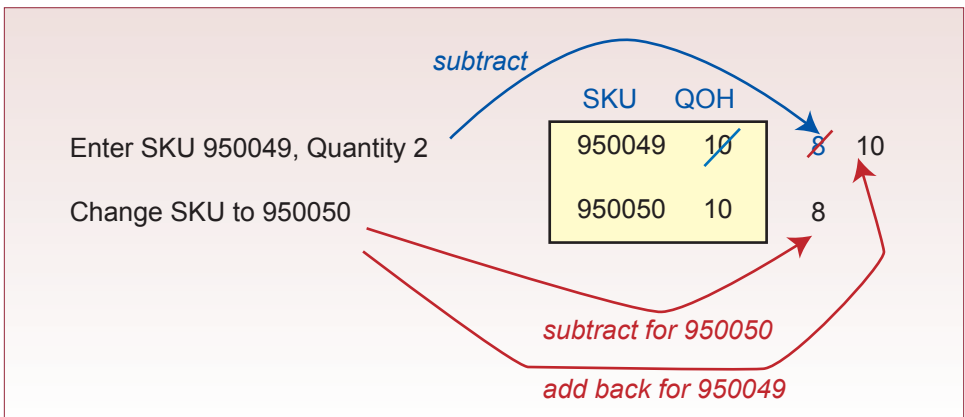 subtract
SKU QOH
Enter SKU 950049, Quantity 2 950049 10 8 10
Change SKU to 950050 950050 10 8
subtract for 950050
add back for 950049